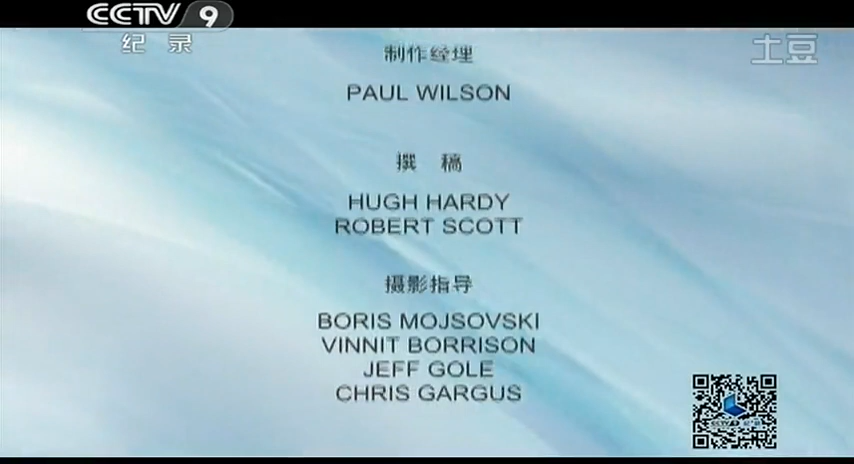 CCTV 9
纪录
土豆
制作经理
PAUL WILSON
撰 稿
HUGH HARDY
ROBERT SCOTT
摄影指导
BORIS MOJSOVSKI
VINNIT BORRISON
JEFF GOLE
CHRIS GARGUS